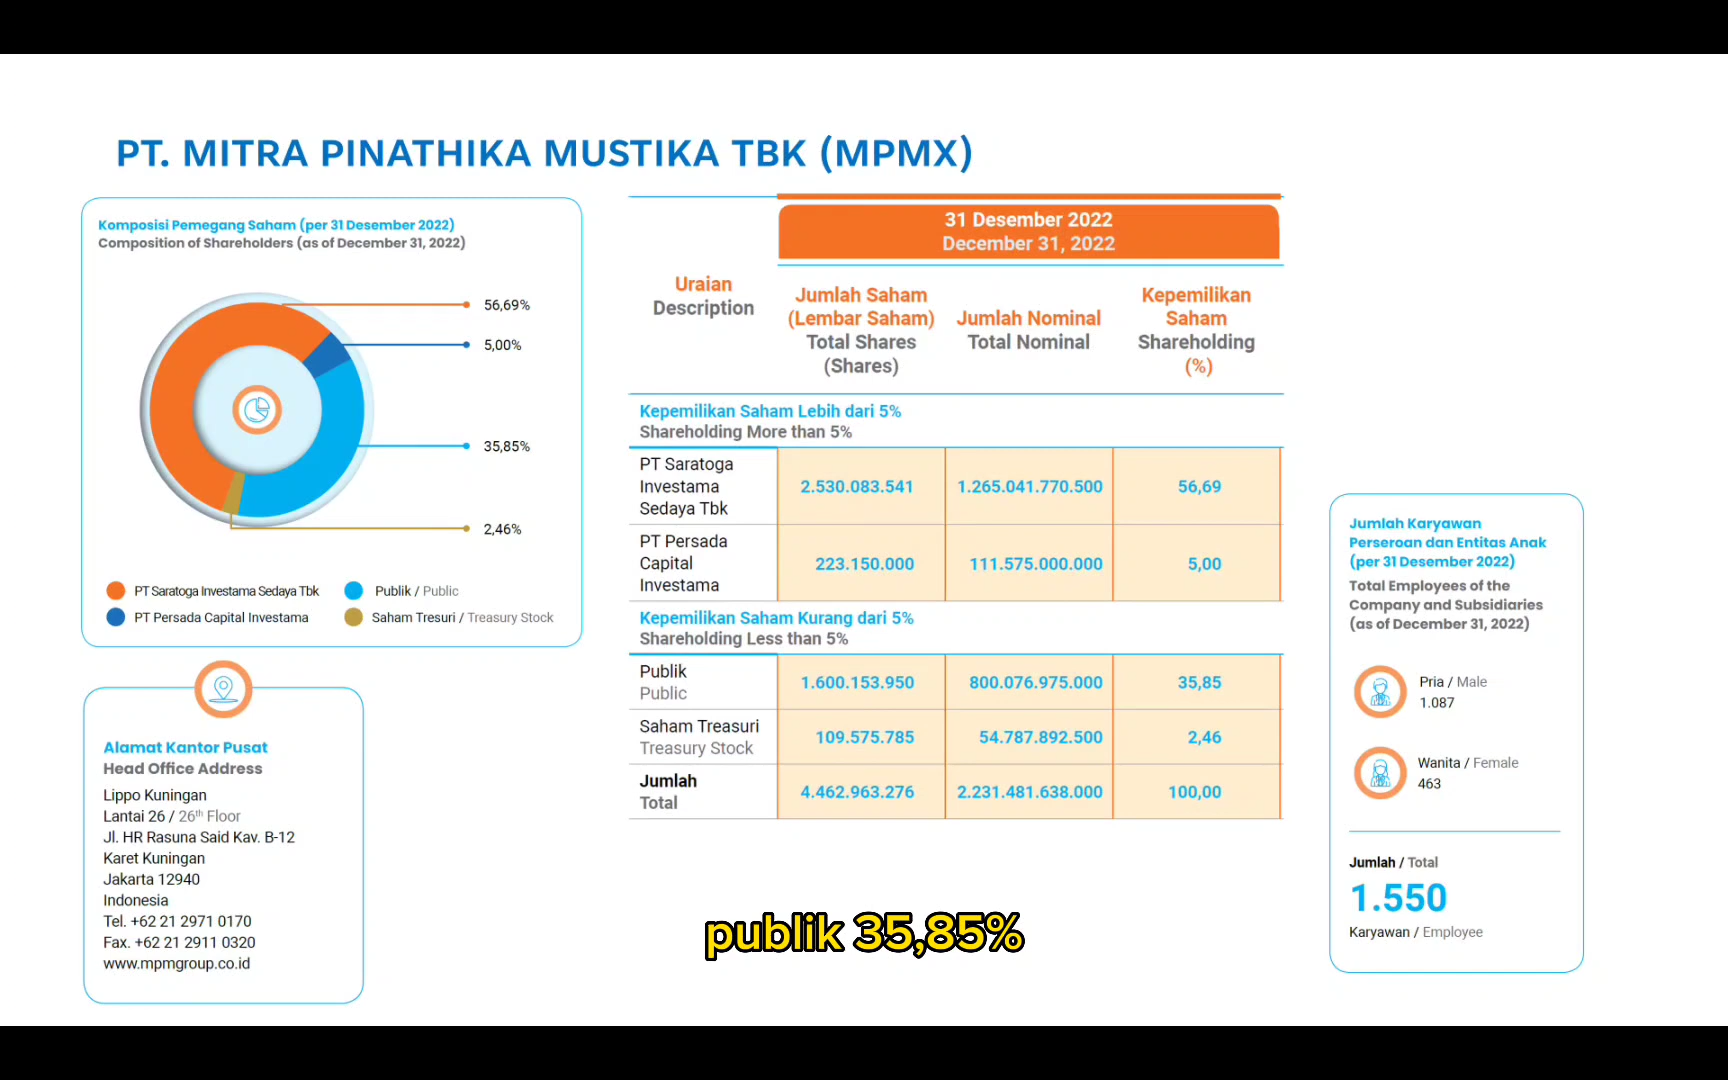 PT. MITRA PINATHIKA MUSTIKA TBK (MPMX)
Komposisi Pemegang Saham (per 31 Desember 2022)
Composition of Shareholders (as of December 31, 2022)
56,69%
5,00%
35,85%
2,46%
PT Saratoga Investama Sedaya Tbk
Publik / Public
PT Persada Capital Investama
Saham Tresuri / Treasury Stock
Alamat Kantor Pusat
Head Office Address
Lippo Kuningan
Lantai 26 / 26th Floor
Jl. HR Rasuna Said Kav. B-12
Karet Kuningan
Jakarta 12940
Indonesia
Tel. +62 21 2971 0170
Fax. +62 21 2911 0320
www.mpmgroup.co.id
31 Desember 2022
December 31, 2022
Uraian
Description
Jumlah Saham
(Lembar Saham)
Total Shares
(Shares)
Jumlah Nominal
Total Nominal
Kepemilikan
Saham
Shareholding
(%)
Kepemilikan Saham Lebih dari 5%
Shareholding More than 5%
PT Saratoga
Investama
Sedaya Tbk
2.530.083.541 1.265.041.770.500 56,69
PT Persada
Capital
Investama
223.150.000 111.575.000.000 5,00
Kepemilikan Saham Kurang dari 5%
Shareholding Less than 5%
Publik
Public
1.600.153.950 800.076.975.000 35,85
Saham Treasuri
Treasury Stock
109.575.785 54.787.892.500 2,46
Jumlah
Total
4.462.963.276 2.231.481.638.000 100,00
Jumlah Karyawan
Perseroan dan Entitas Anak
(per 31 Desember 2022)
Total Employees of the
Company and Subsidiaries
(as of December 31, 2022)
Pria / Male
1.087
Wanita / Female
463
Jumlah / Total
1.550
Karyawan / Employee
publik 35,85%